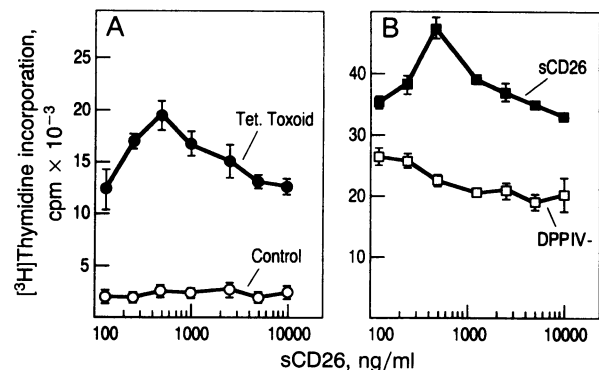 A
B
[³H]Thymidine incorporation,
cpm × 10⁻³
25
20
15
10
5
Tet. Toxoid
Control
100
1000
10000
40
30
20
10
sCD26
DPPIV-
100
1000
10000
sCD26, ng/ml